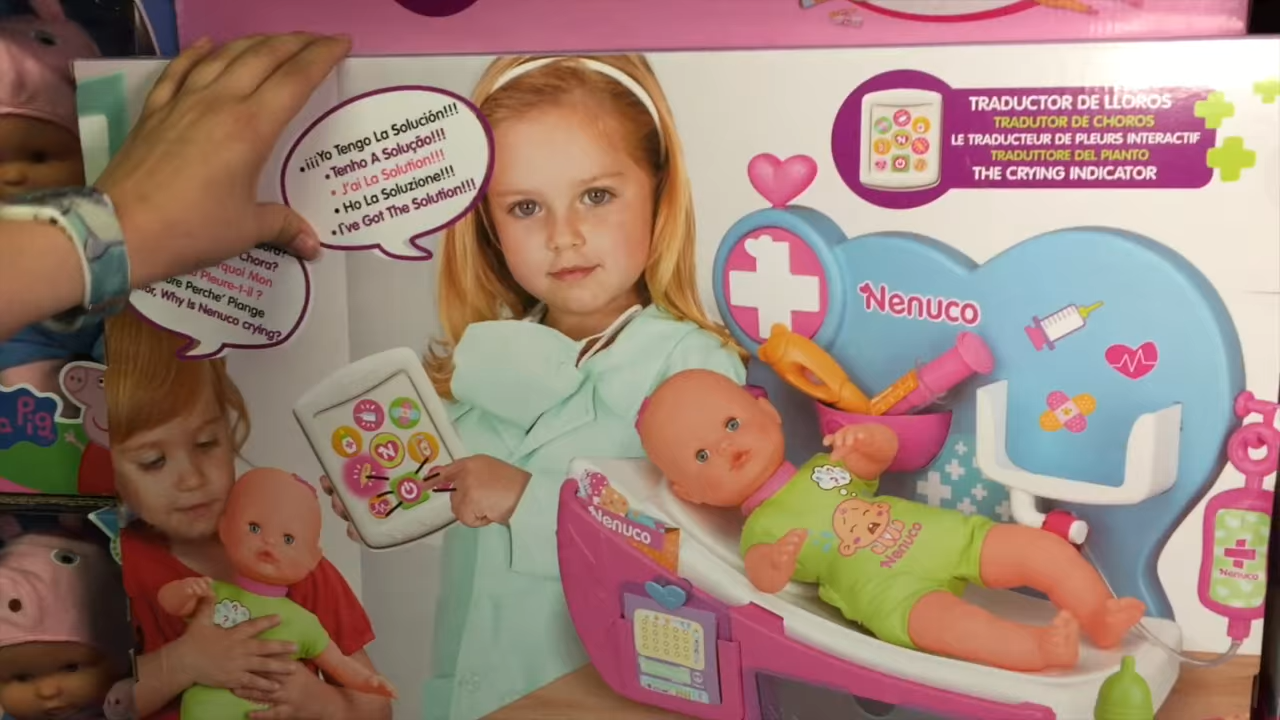 • ¡¡¡Yo Tengo La Solución!!!
• Tenho A Solução!!!
• J'ai La Solution!!!
• Ho La Soluzione!!!
• I've Got The Solution!!!
Chora?
quoi Mon
Pleure-t-il ?
Perche' Piange
Why Is Nenuco crying?
TRADUCTOR DE LLOROS
TRADUTOR DE CHOROS
LE TRADUCTEUR DE PLEURS INTERACTIF
TRADUTTORE DEL PIANTO
THE CRYING INDICATOR
Nenuco
Nenuco
Nenuco
Nenuco
Pig